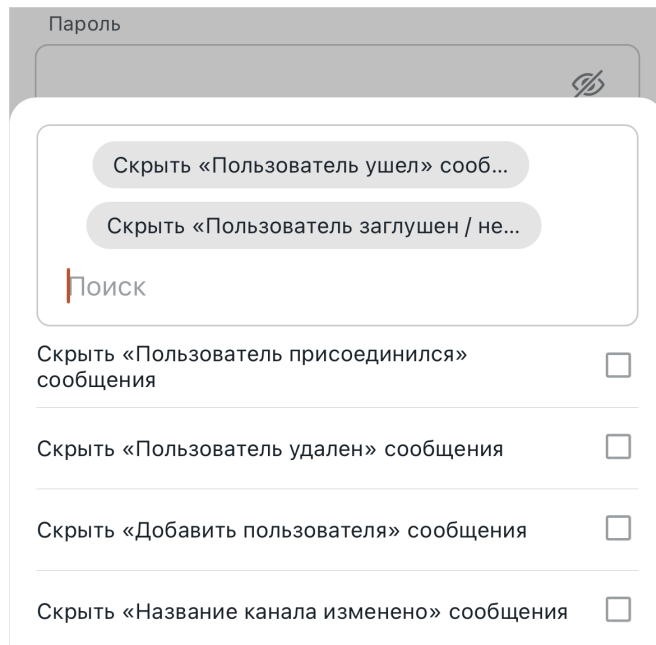 Пароль
Скрыть «Пользователь ушел» сооб...
Скрыть «Пользователь заглушен / не...
Поиск
Скрыть «Пользователь присоединился»
сообщения
Скрыть «Пользователь удален» сообщения
Скрыть «Добавить пользователя» сообщения
Скрыть «Название канала изменено» сообщения